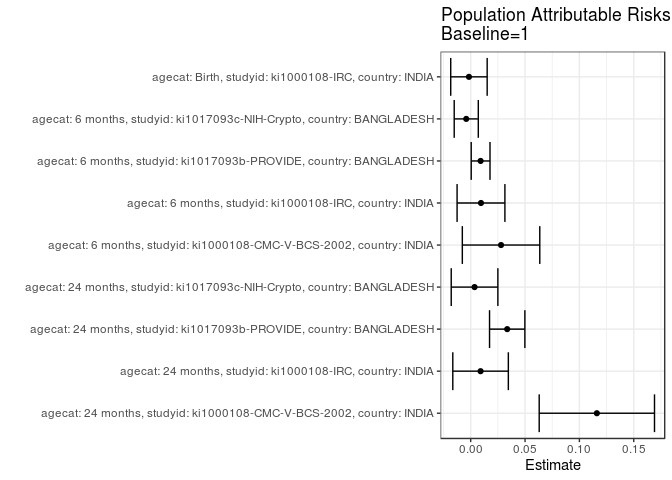 Population Attributable Risks
Baseline=1
agecat: Birth, studyid: ki1000108-IRC, country: INDIA
agecat: 6 months, studyid: ki1017093c-NIH-Crypto, country: BANGLADESH
agecat: 6 months, studyid: ki1017093b-PROVIDE, country: BANGLADESH
agecat: 6 months, studyid: ki1000108-IRC, country: INDIA
agecat: 6 months, studyid: ki1000108-CMC-V-BCS-2002, country: INDIA
agecat: 24 months, studyid: ki1017093c-NIH-Crypto, country: BANGLADESH
agecat: 24 months, studyid: ki1017093b-PROVIDE, country: BANGLADESH
agecat: 24 months, studyid: ki1000108-IRC, country: INDIA
agecat: 24 months, studyid: ki1000108-CMC-V-BCS-2002, country: INDIA
0.00 0.05 0.10 0.15
Estimate